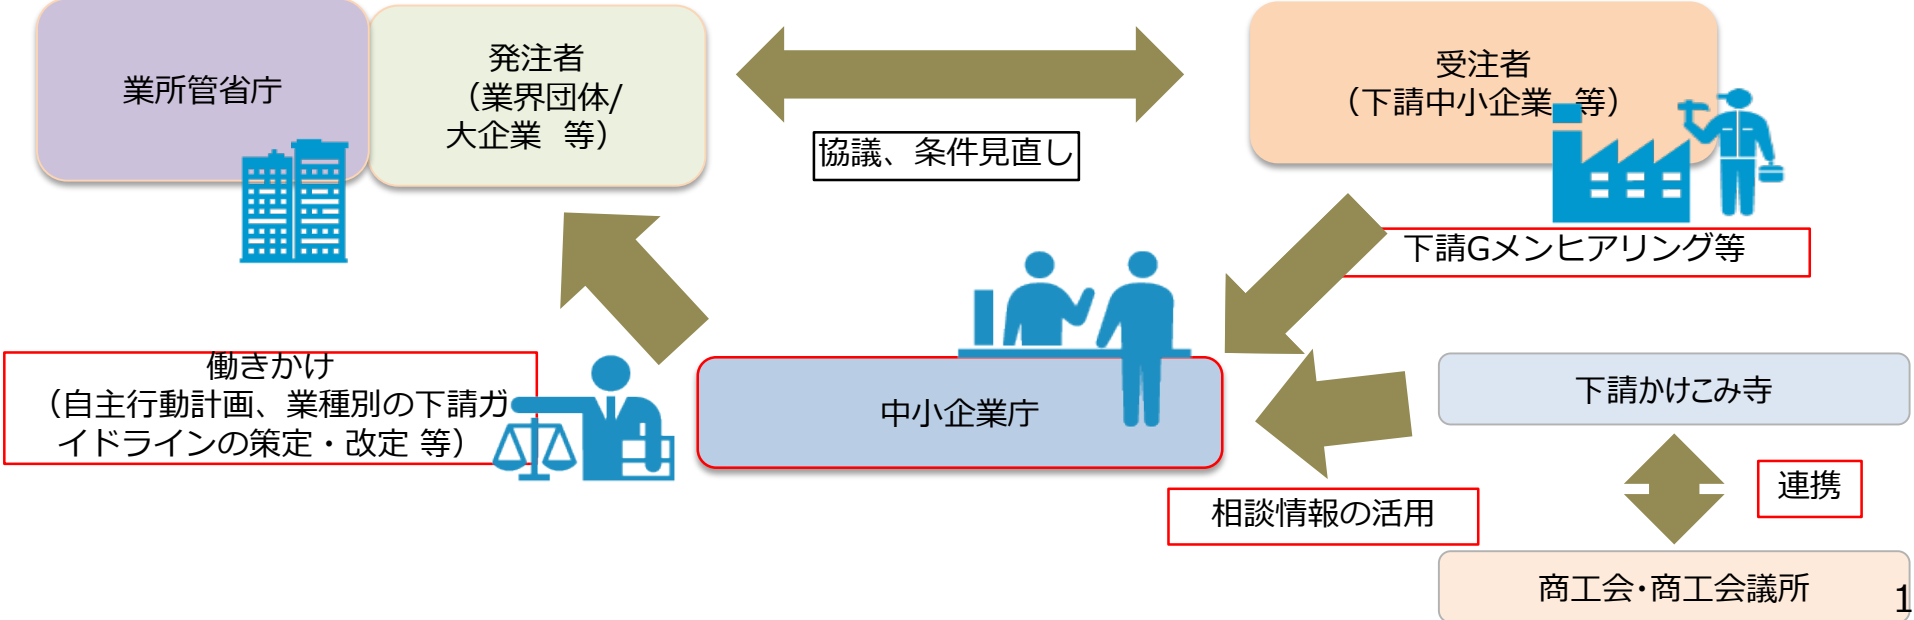 業所管省庁
発注者
（業界団体/
大企業 等）
協議、条件見直し
受注者
（下請中小企業 等）
下請Gメンヒアリング等
働きかけ
（自主行動計画、業種別の下請ガ
イドラインの策定・改定 等）
中小企業庁
下請かけこみ寺
相談情報の活用
連携
商工会・商工会議所
1